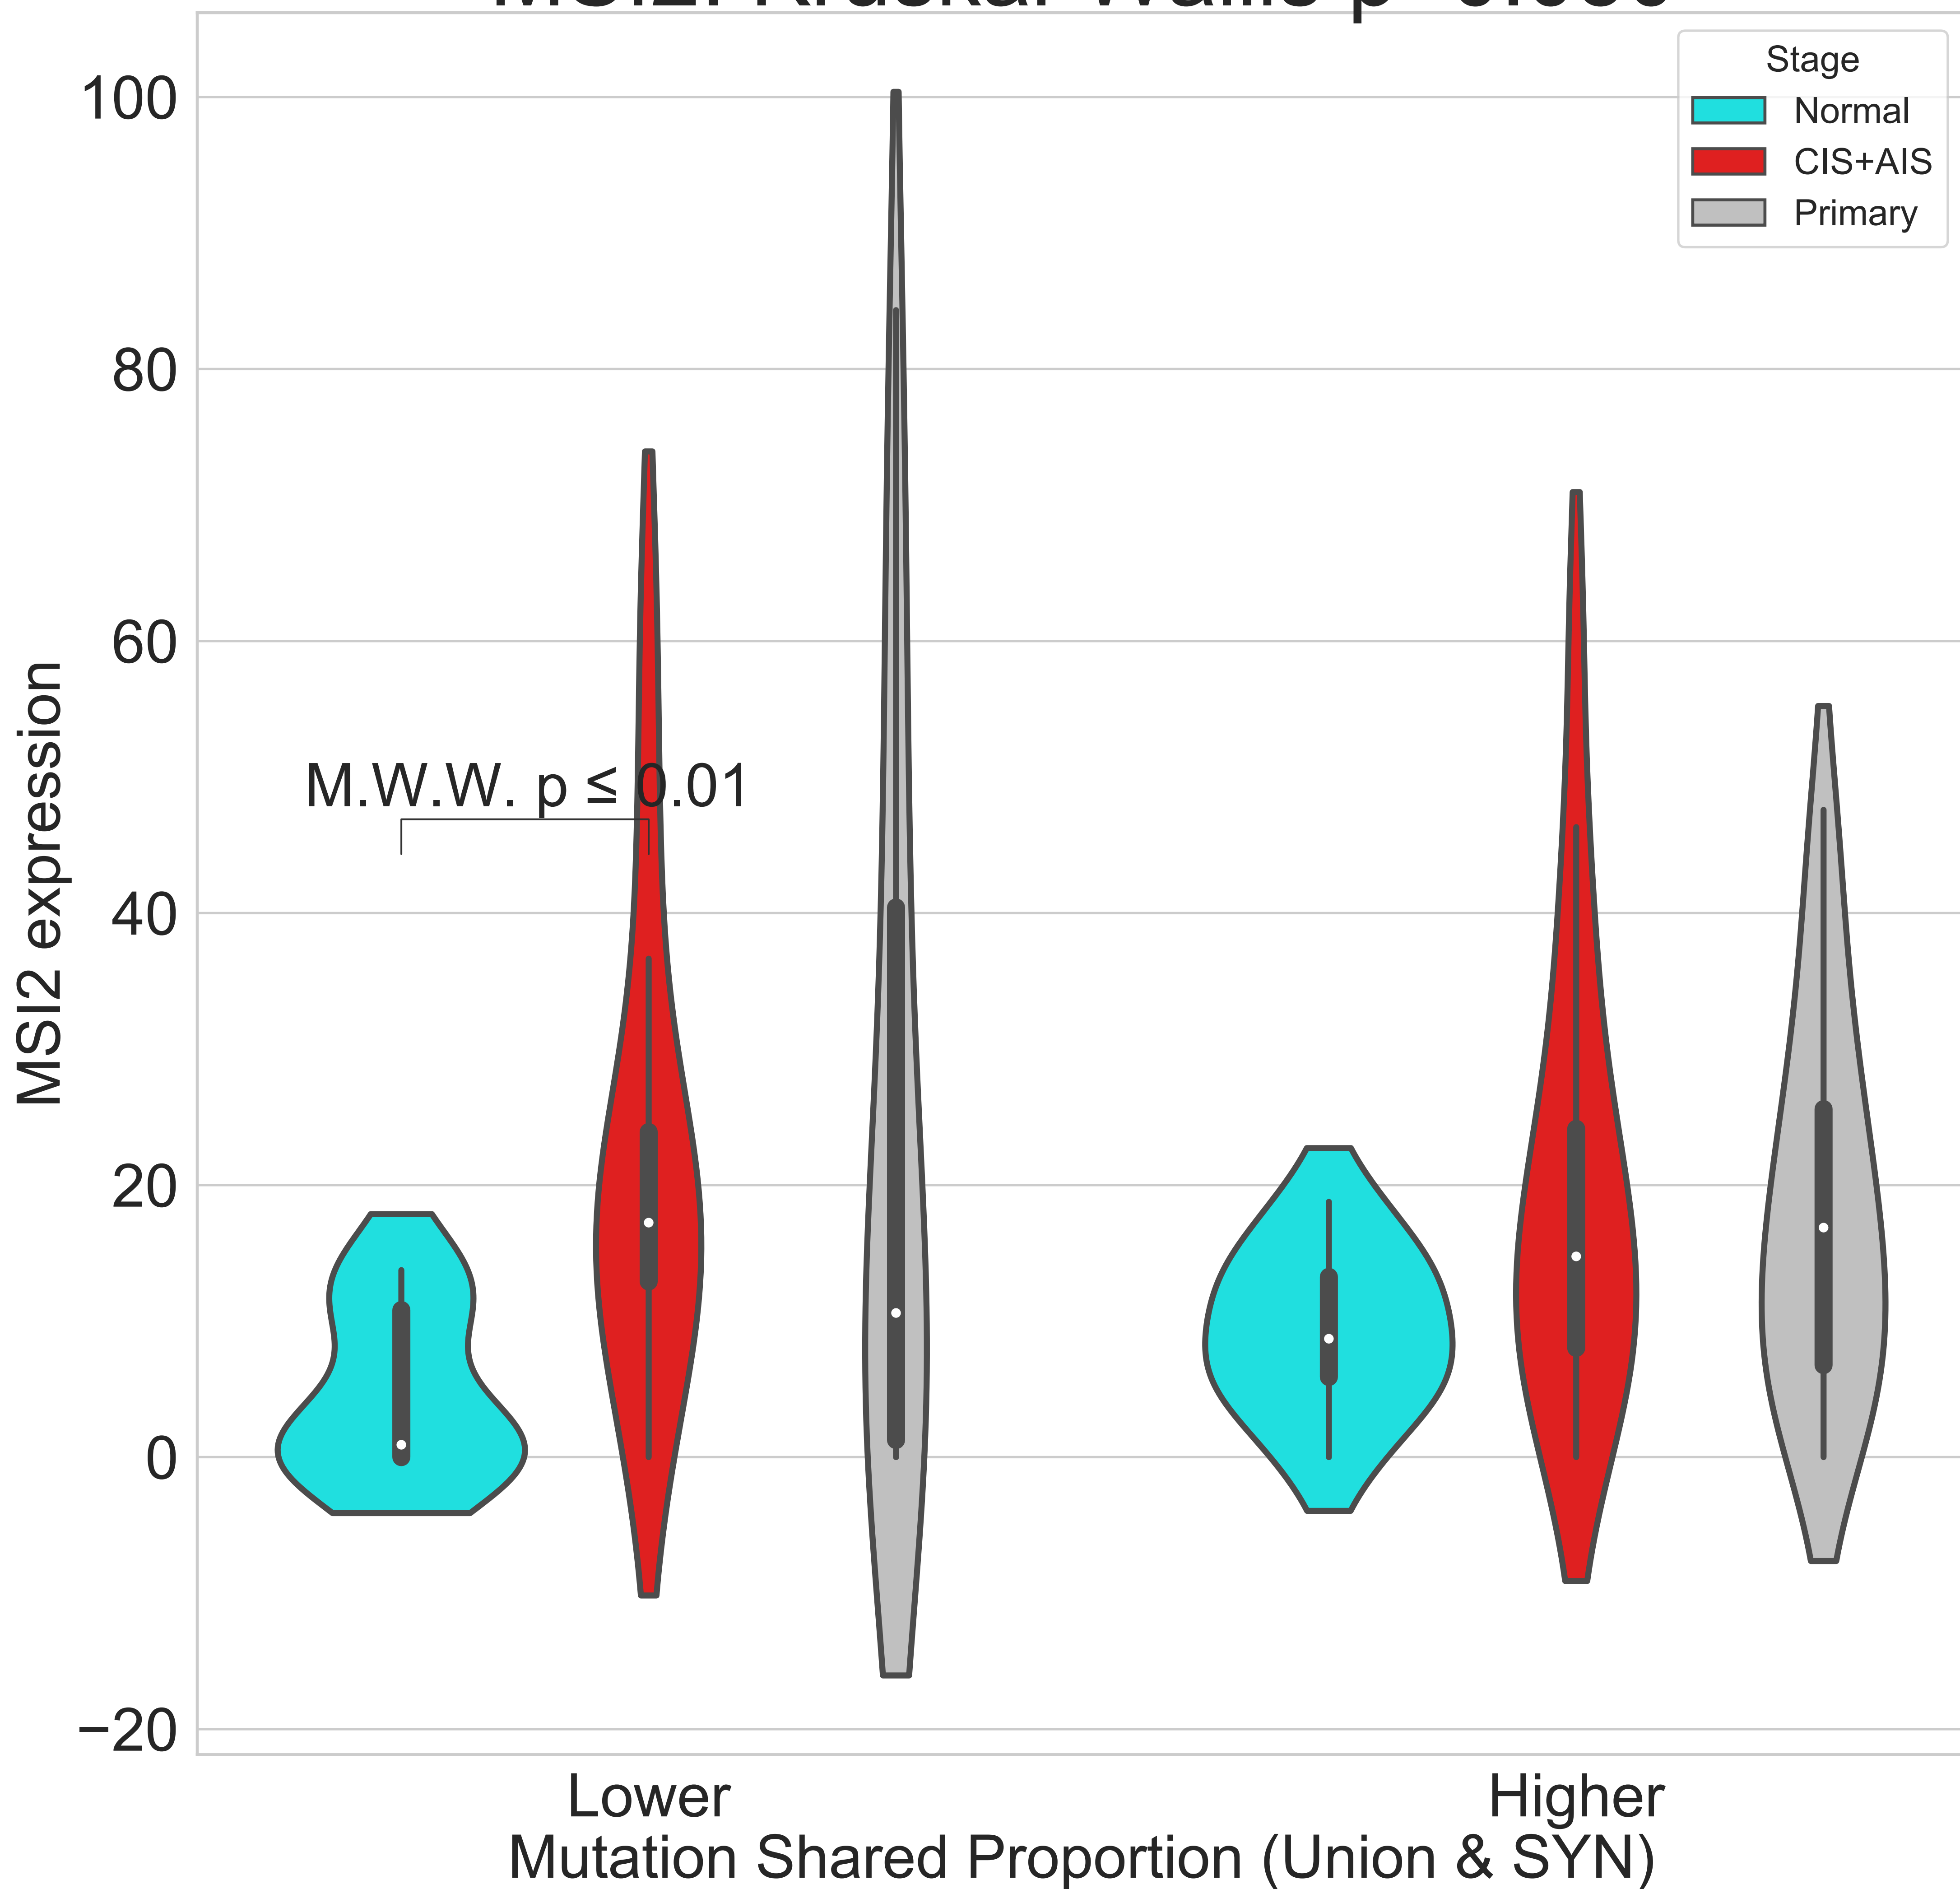 Stage
Normal
CIS+AIS
Primary
100
80
60
40
20
0
−20
MSI2 expression
M.W.W. p ≤ 0.01
Lower
Higher
Mutation Shared Proportion (Union & SYN)